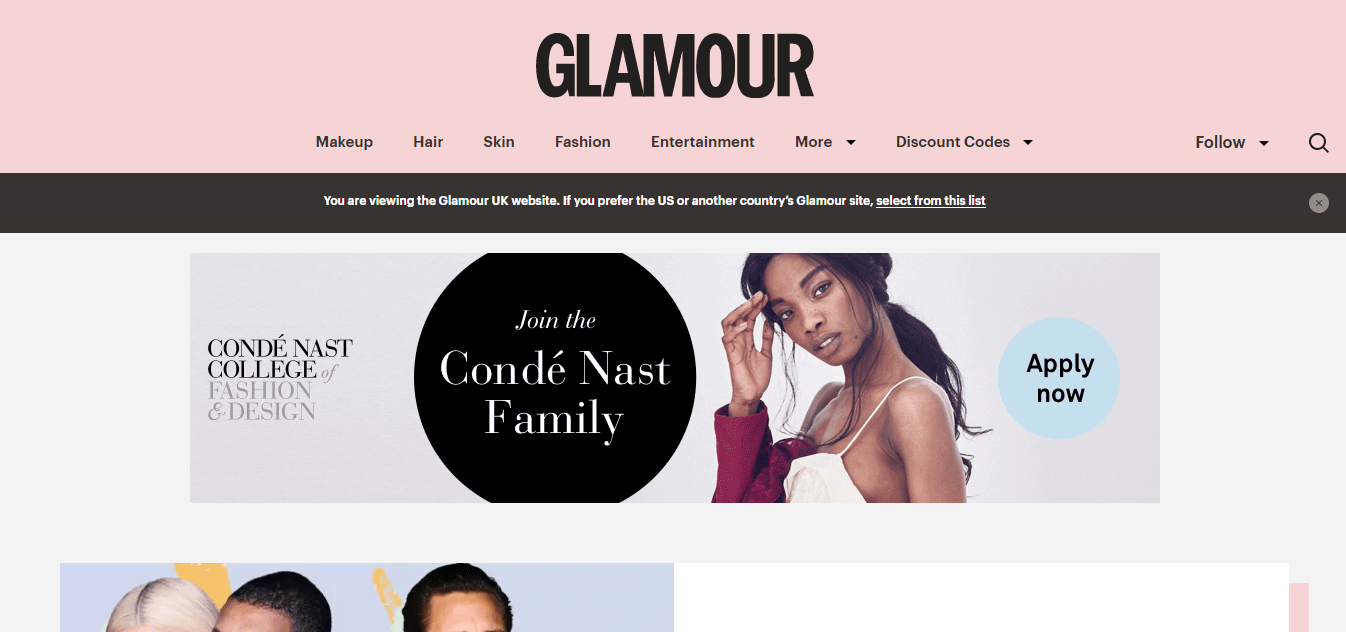 GLAMOUR
Makeup Hair Skin Fashion Entertainment More Discount Codes Follow
You are viewing the Glamour UK website. If you prefer the US or another country's Glamour site, select from this list
CONDÉ NAST
COLLEGE of
FASHION
& DESIGN
Join the
Condé Nast
Family
Apply
now